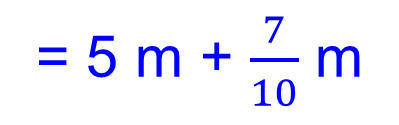 = 5 m + 7/10 m